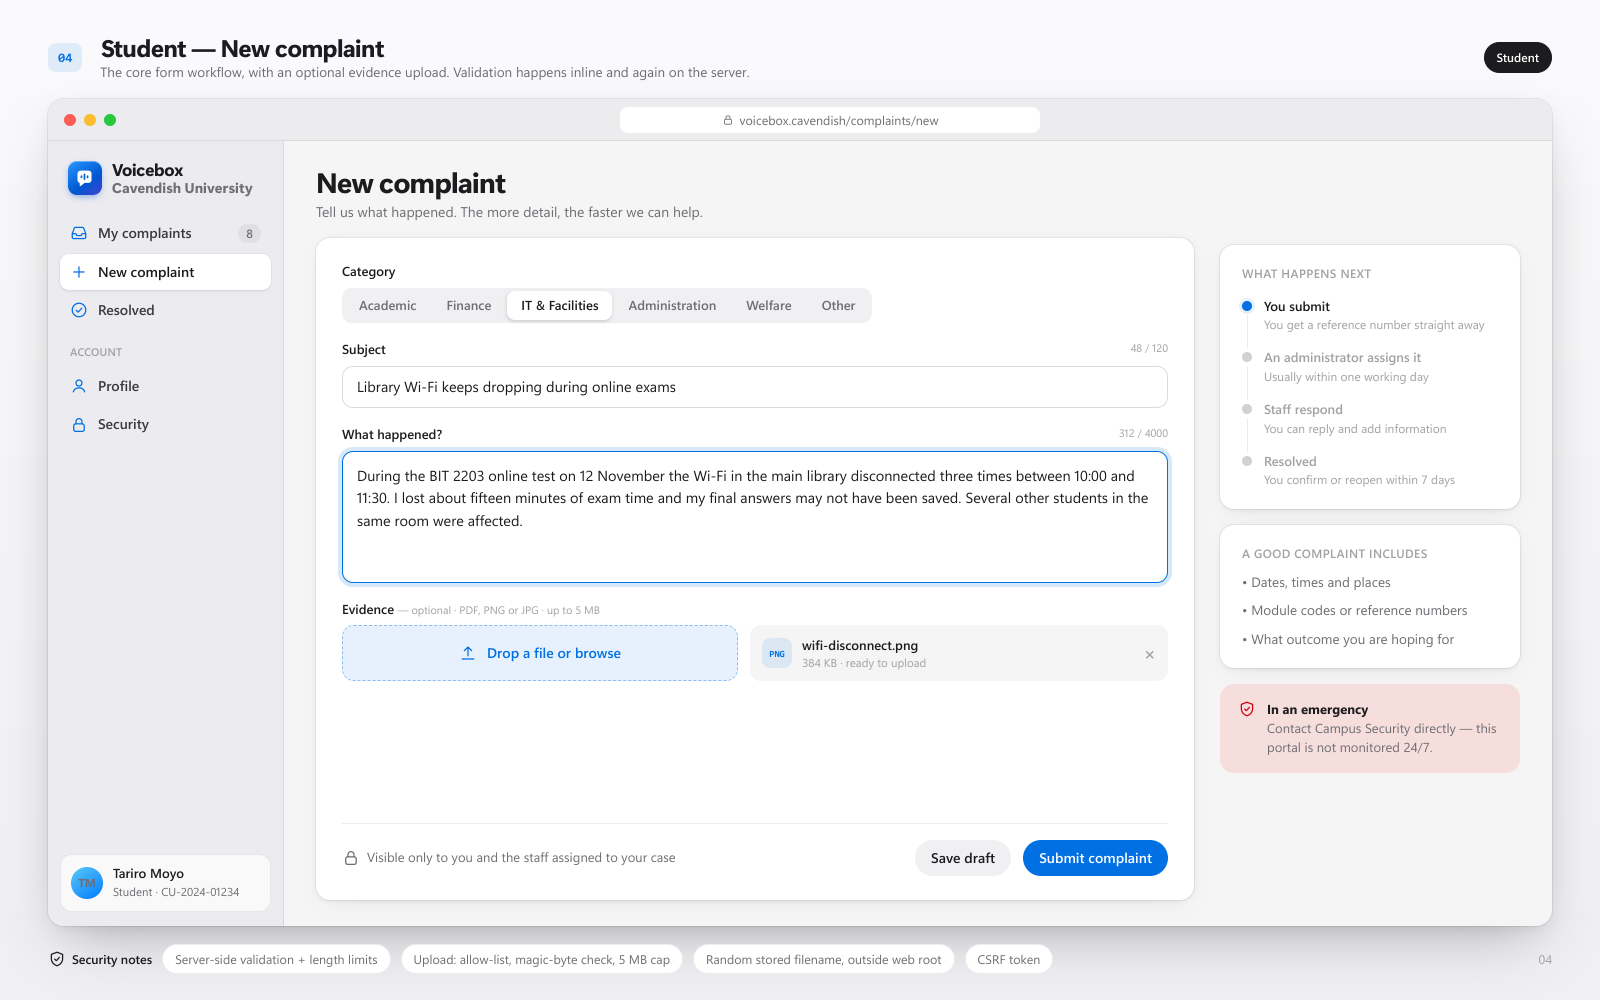 04
Student — New complaint
The core form workflow, with an optional evidence upload. Validation happens inline and again on the server.
Student
voicebox.cavendish/complaints/new
Voicebox
Cavendish University
My complaints
8
New complaint
Resolved
ACCOUNT
Profile
Security
Tariro Moyo
Student · CU-2024-01234
TM
New complaint
Tell us what happened. The more detail, the faster we can help.
Category
Academic
Finance
IT & Facilities
Administration
Welfare
Other
Subject
48 / 120
Library Wi-Fi keeps dropping during online exams
What happened?
312 / 4000
During the BIT 2203 online test on 12 November the Wi-Fi in the main library disconnected three times between 10:00 and
11:30. I lost about fifteen minutes of exam time and my final answers may not have been saved. Several other students in the
same room were affected.
Evidence — optional · PDF, PNG or JPG · up to 5 MB
Drop a file or browse
PNG
wifi-disconnect.png
384 KB · ready to upload
×
Visible only to you and the staff assigned to your case
Save draft
Submit complaint
WHAT HAPPENS NEXT
You submit
You get a reference number straight away
An administrator assigns it
Usually within one working day
Staff respond
You can reply and add information
Resolved
You confirm or reopen within 7 days
A GOOD COMPLAINT INCLUDES
• Dates, times and places
• Module codes or reference numbers
• What outcome you are hoping for
In an emergency
Contact Campus Security directly — this
portal is not monitored 24/7.
Security notes
Server-side validation + length limits
Upload: allow-list, magic-byte check, 5 MB cap
Random stored filename, outside web root
CSRF token
04